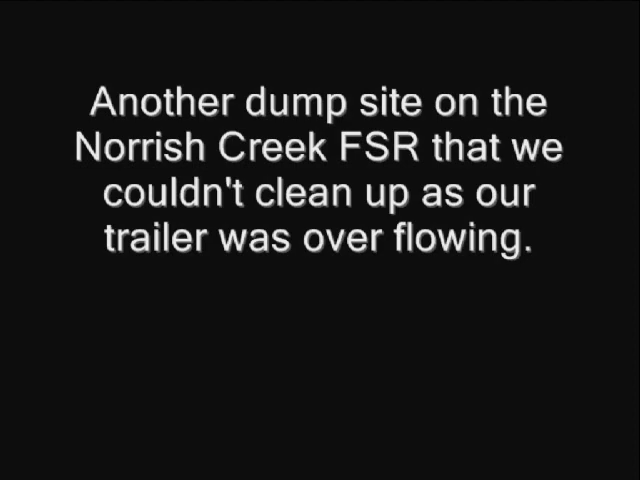 Another dump site on the
Norrish Creek FSR that we
couldn't clean up as our
trailer was over flowing.